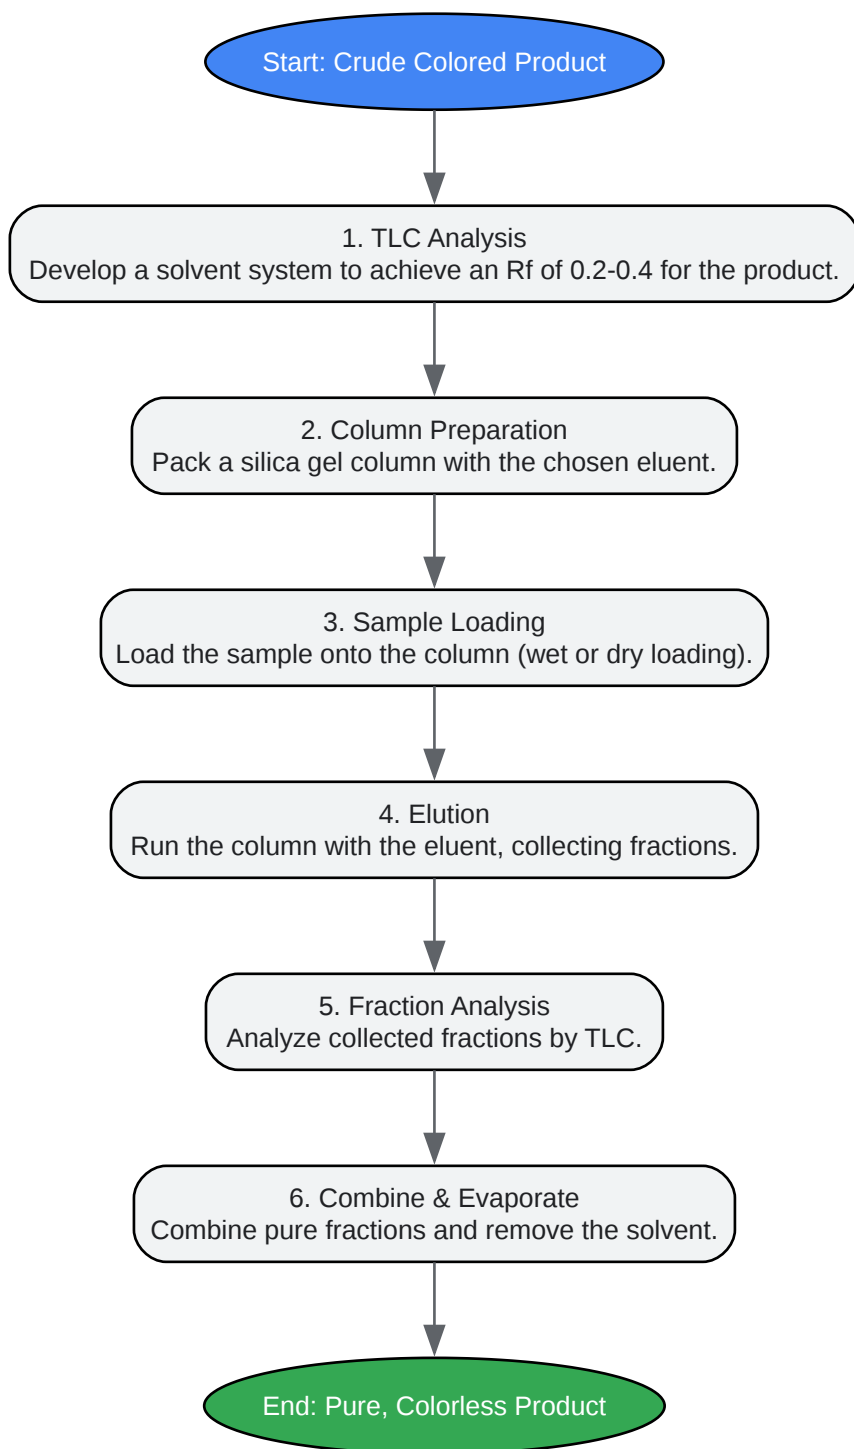 Start: Crude Colored Product
1. TLC Analysis
Develop a solvent system to achieve an Rf of 0.2-0.4 for the product.
2. Column Preparation
Pack a silica gel column with the chosen eluent.
3. Sample Loading
Load the sample onto the column (wet or dry loading).
4. Elution
Run the column with the eluent, collecting fractions.
5. Fraction Analysis
Analyze collected fractions by TLC.
6. Combine & Evaporate
Combine pure fractions and remove the solvent.
End: Pure, Colorless Product